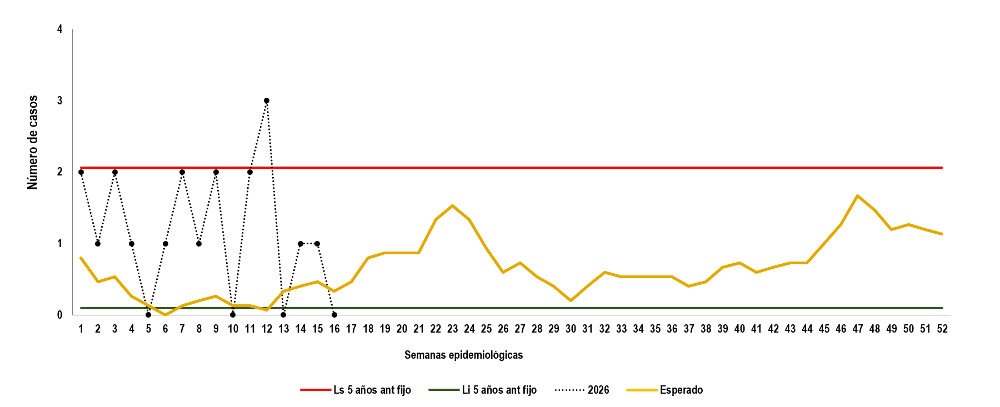 4
3
2
1
0
Número de casos
1 2 3 4 5 6 7 8 9 10 11 12 13 14 15 16 17 18 19 20 21 22 23 24 25 26 27 28 29 30 31 32 33 34 35 36 37 38 39 40 41 42 43 44 45 46 47 48 49 50 51 52
Semanas epidemiológicas
Ls 5 años ant fijo Li 5 años ant fijo 2026 Esperado